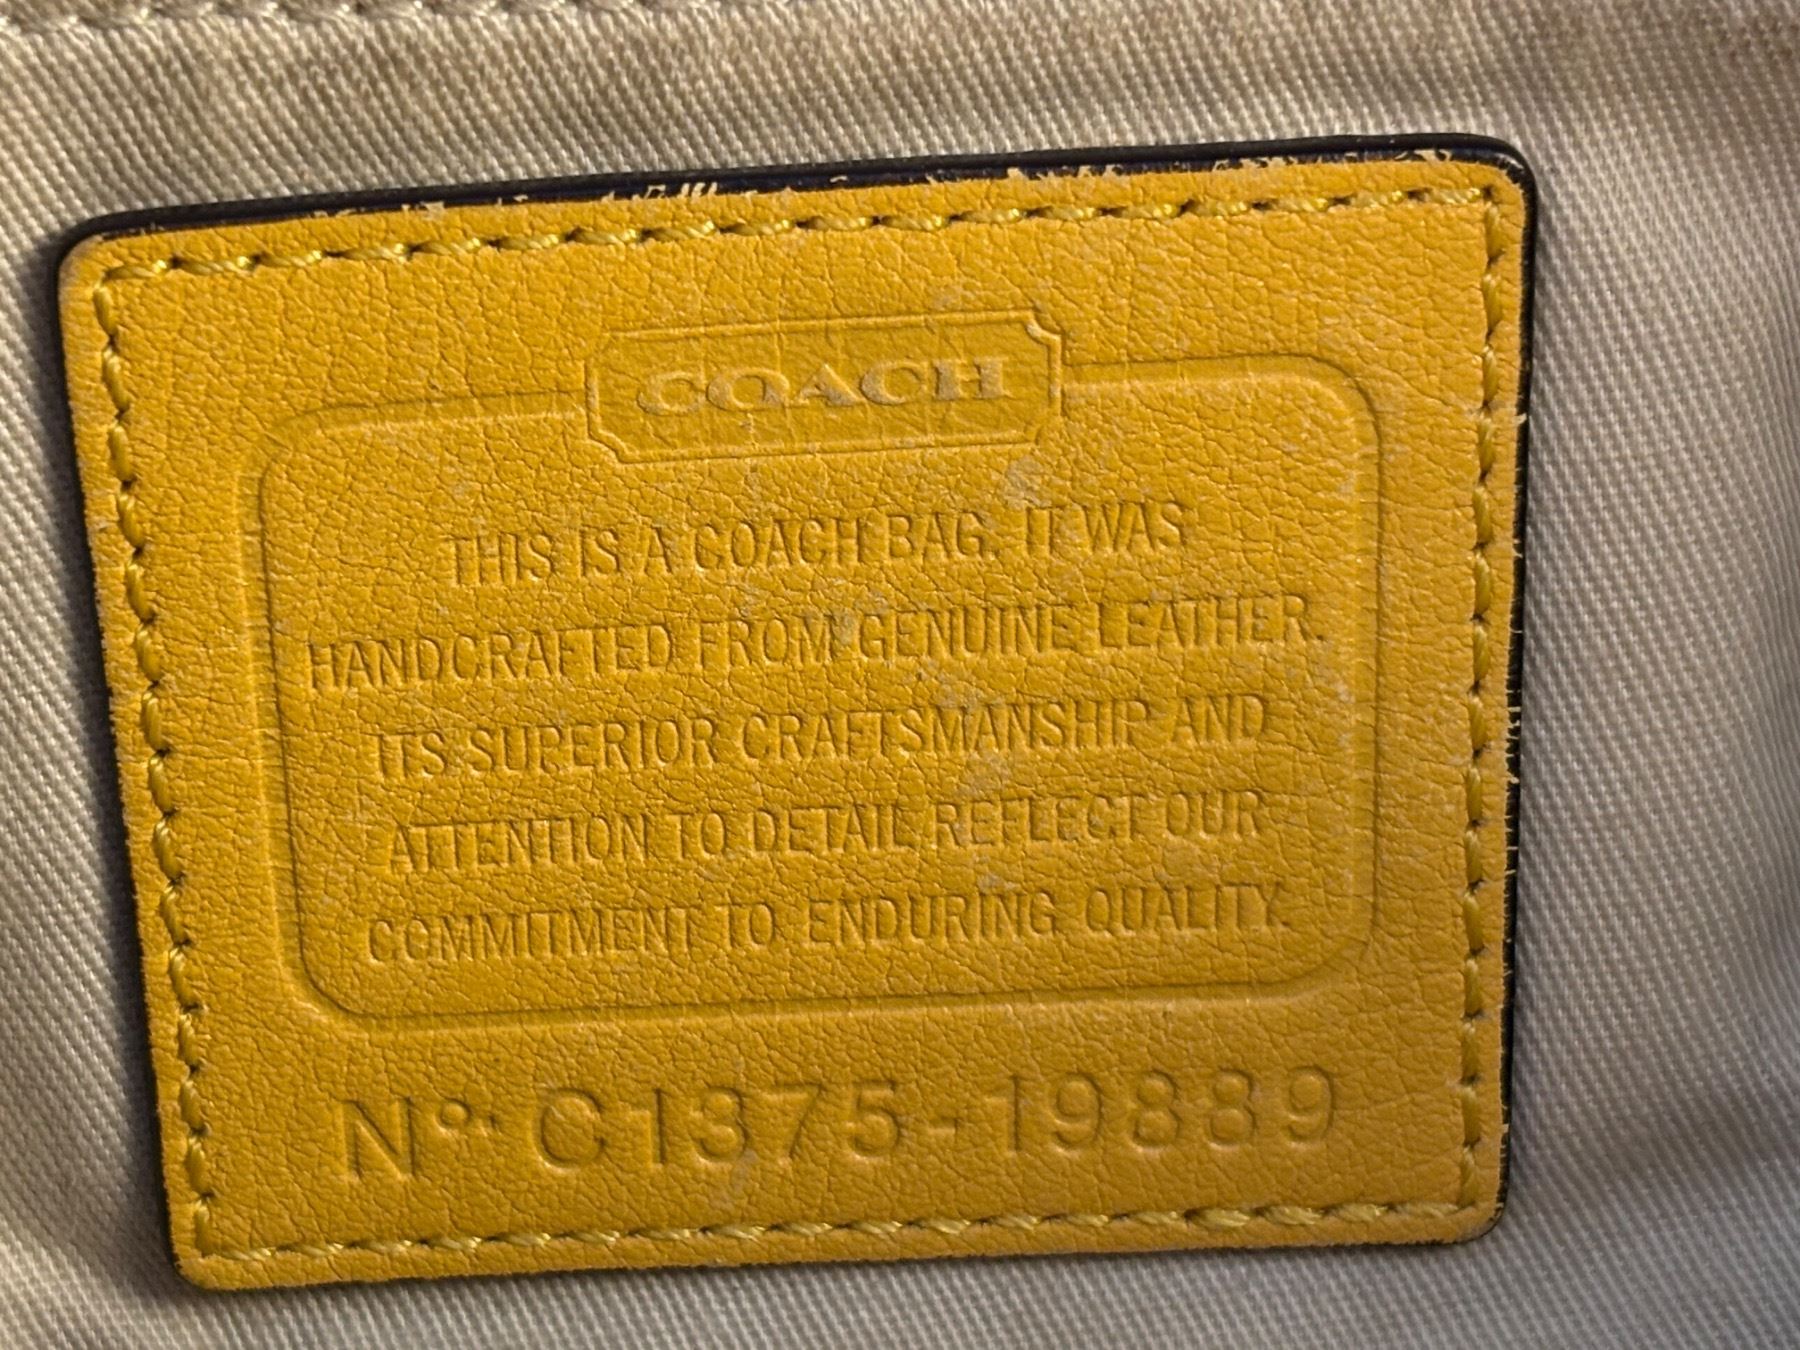 COACH
THIS IS A COACH BAG. IT WAS
HANDCRAFTED FROM GENUINE LEATHER.
ITS SUPERIOR CRAFTSMANSHIP AND
ATTENTION TO DETAIL REFLECT OUR
COMMITMENT TO ENDURING QUALITY.
No. C1375-19889